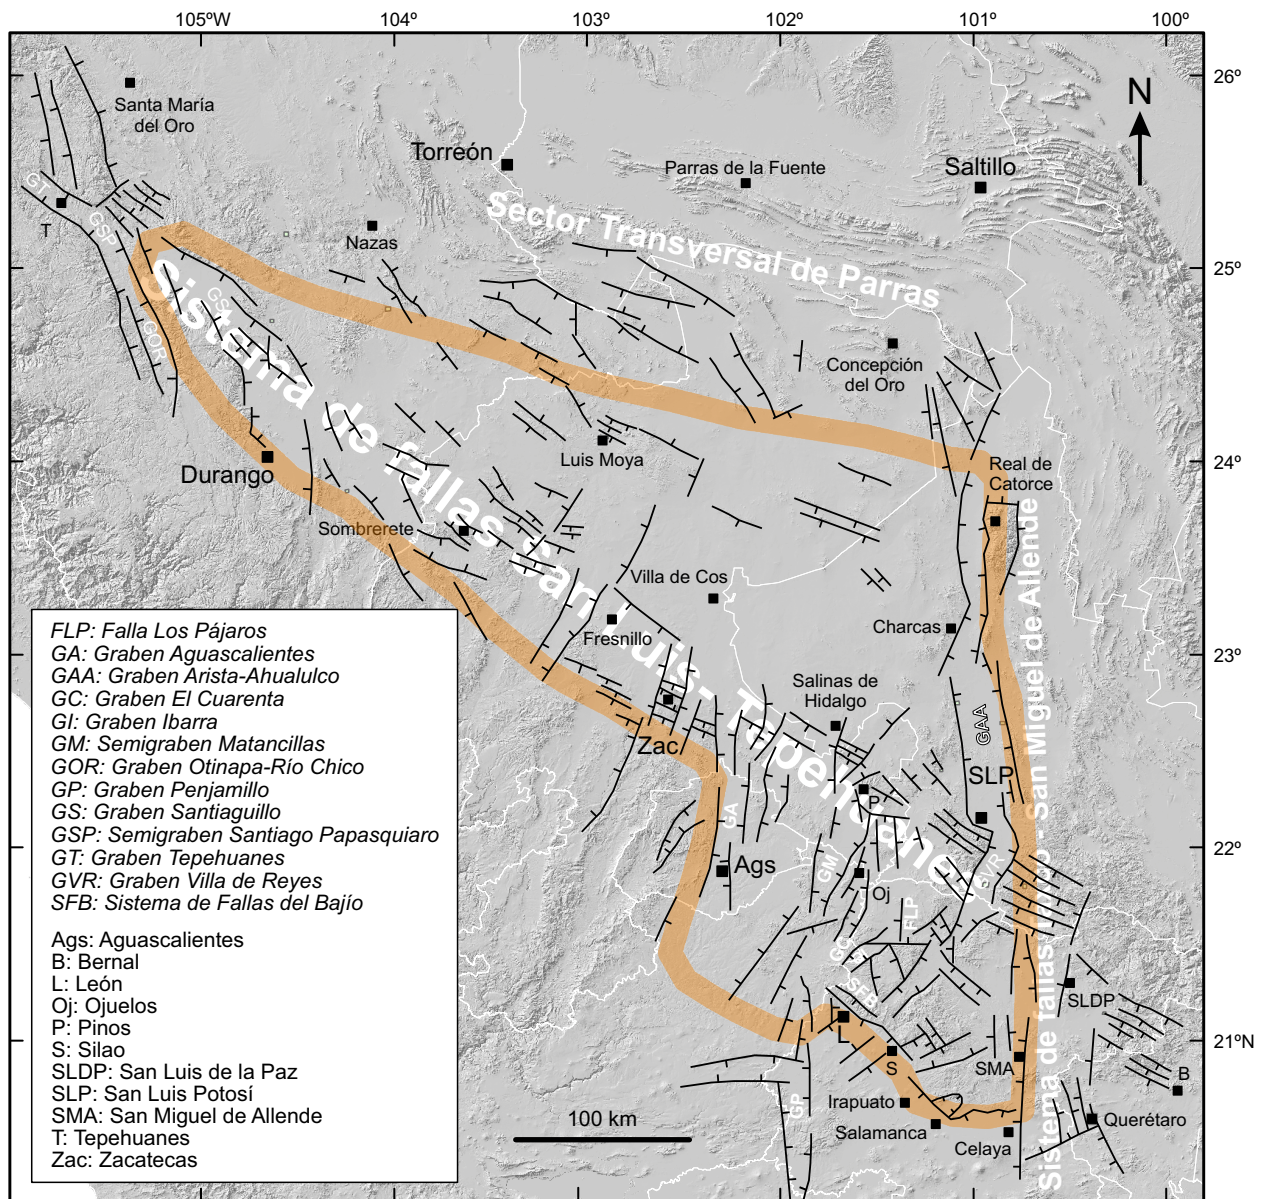 105ºW
104º
103º
102º
101º
100º
26º
N
Santa María
del Oro
Torreón
Parras de la Fuente
Saltillo
GT
T
GSP
Nazas
Sector Transversal de Parras
25º
GS
GOR
Concepción
del Oro
Sistema de fallas San Luis- Tepehuanes
Luis Moya
24º
Durango
Real de
Catorce
Sombrerete
Villa de Cos
Fresnillo
Charcas
23º
Salinas de
Hidalgo
Zac
GAA
SLP
P
GA
22º
Ags
GM
Oj
GVR
FLP
GC
SFB
SLDP
L
21ºN
S
SMA
B
GP
Irapuato
Salamanca
Celaya
Querétaro
Sistema de fallas Taxco - San Miguel de Allende
100 km
FLP: Falla Los Pájaros
GA: Graben Aguascalientes
GAA: Graben Arista-Ahualulco
GC: Graben El Cuarenta
GI: Graben Ibarra
GM: Semigraben Matancillas
GOR: Graben Otinapa-Río Chico
GP: Graben Penjamillo
GS: Graben Santiaguillo
GSP: Semigraben Santiago Papasquiaro
GT: Graben Tepehuanes
GVR: Graben Villa de Reyes
SFB: Sistema de Fallas del Bajío
Ags: Aguascalientes
B: Bernal
L: León
Oj: Ojuelos
P: Pinos
S: Silao
SLDP: San Luis de la Paz
SLP: San Luis Potosí
SMA: San Miguel de Allende
T: Tepehuanes
Zac: Zacatecas